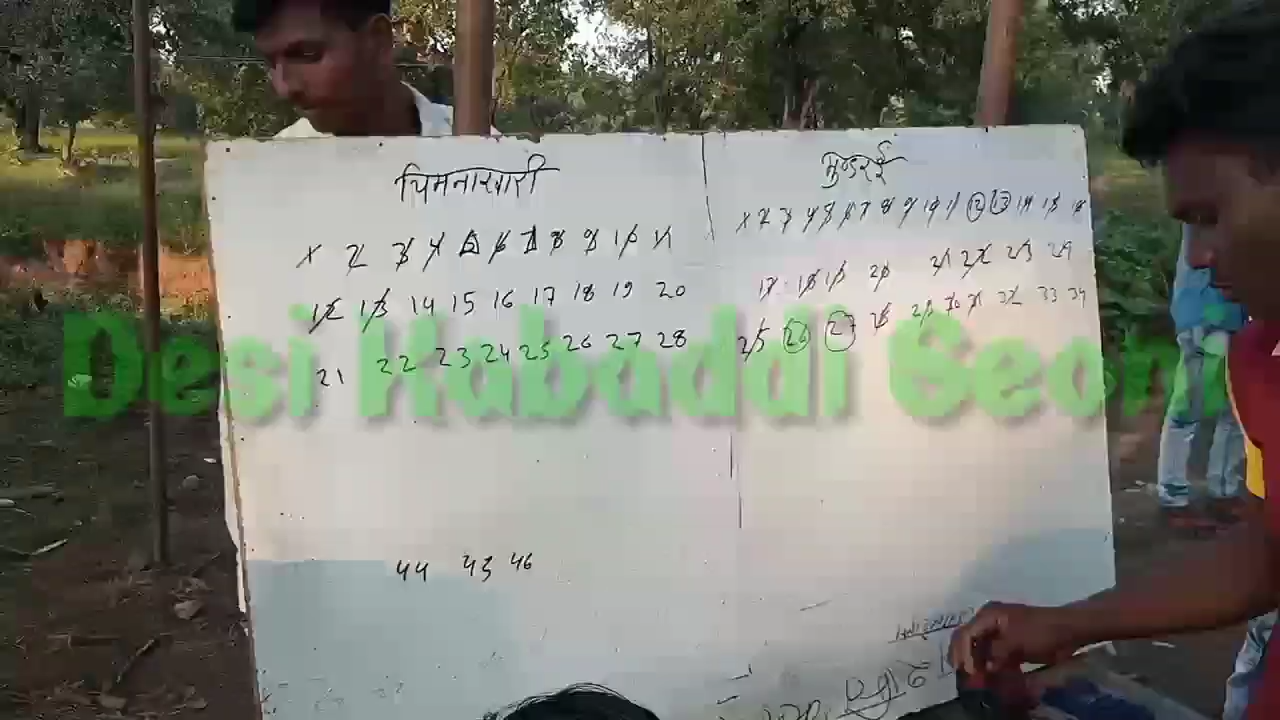 चिमनाखारी
X 2 3 4 5 6 7 8 9 10 11
12 13 14 15 16 17 18 19 20
21 22 23 24 25 26 27 28
44 45 46
मुण्डरई
X 2 3 4 5 6 7 8 9 10 11 12 13 14 15 16
17 18 19 20 21 22 23 24
25 26 27 28 29 30 31 32 33 34
Desi Kabaddi Seoni